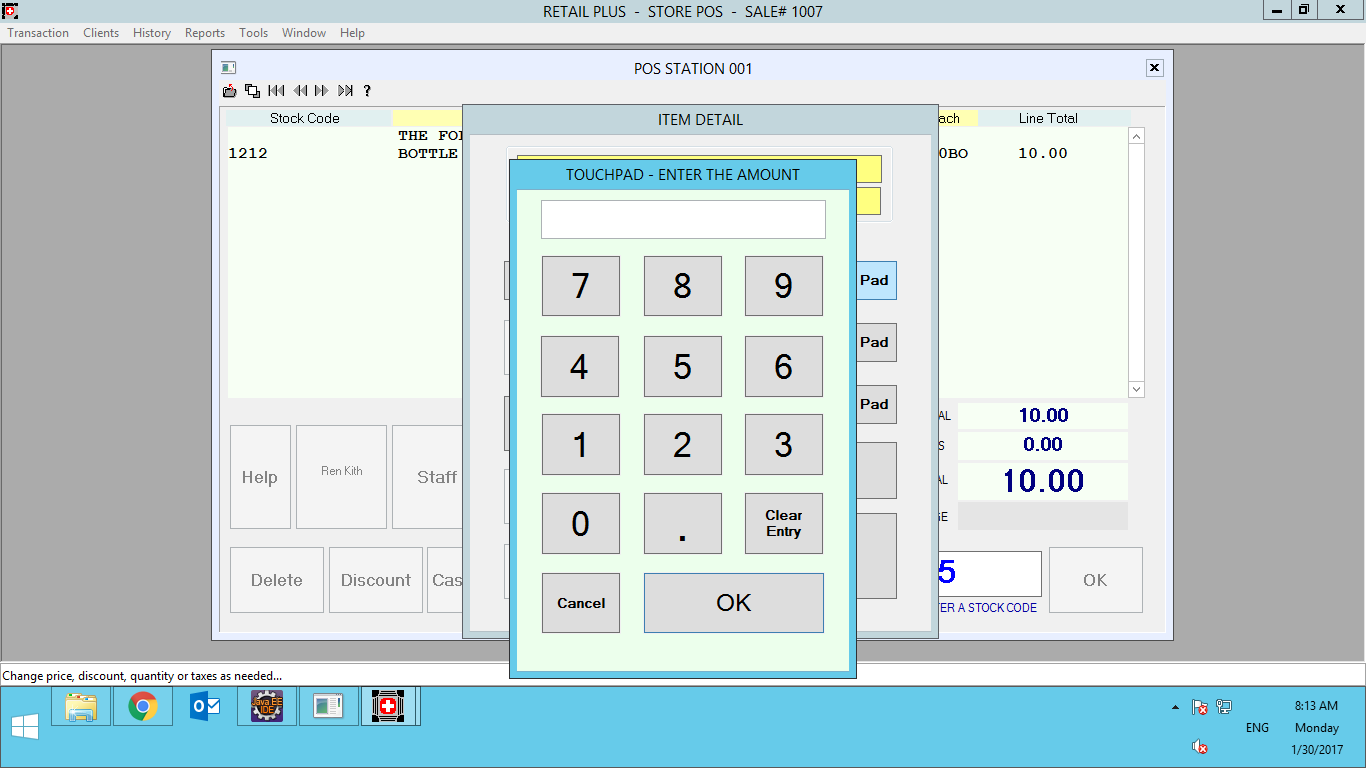 RETAIL PLUS - STORE POS - SALE# 1007
Transaction Clients History Reports Tools Window Help
POS STATION 001
?
Stock Code
ach
Line Total
THE FO
1212
BOTTLE
0BO
10.00
ITEM DETAIL
Pad
Pad
Pad
TOUCHPAD - ENTER THE AMOUNT
7 8 9
4 5 6
1 2 3
0 . Clear
Entry
Cancel OK
AL 10.00
S 0.00
AL 10.00
GE
Help Ren Kith Staff
Delete Discount Cas
5
ER A STOCK CODE
OK
Change price, discount, quantity or taxes as needed...
Java EE
IDE
ENG
8:13 AM
Monday
1/30/2017